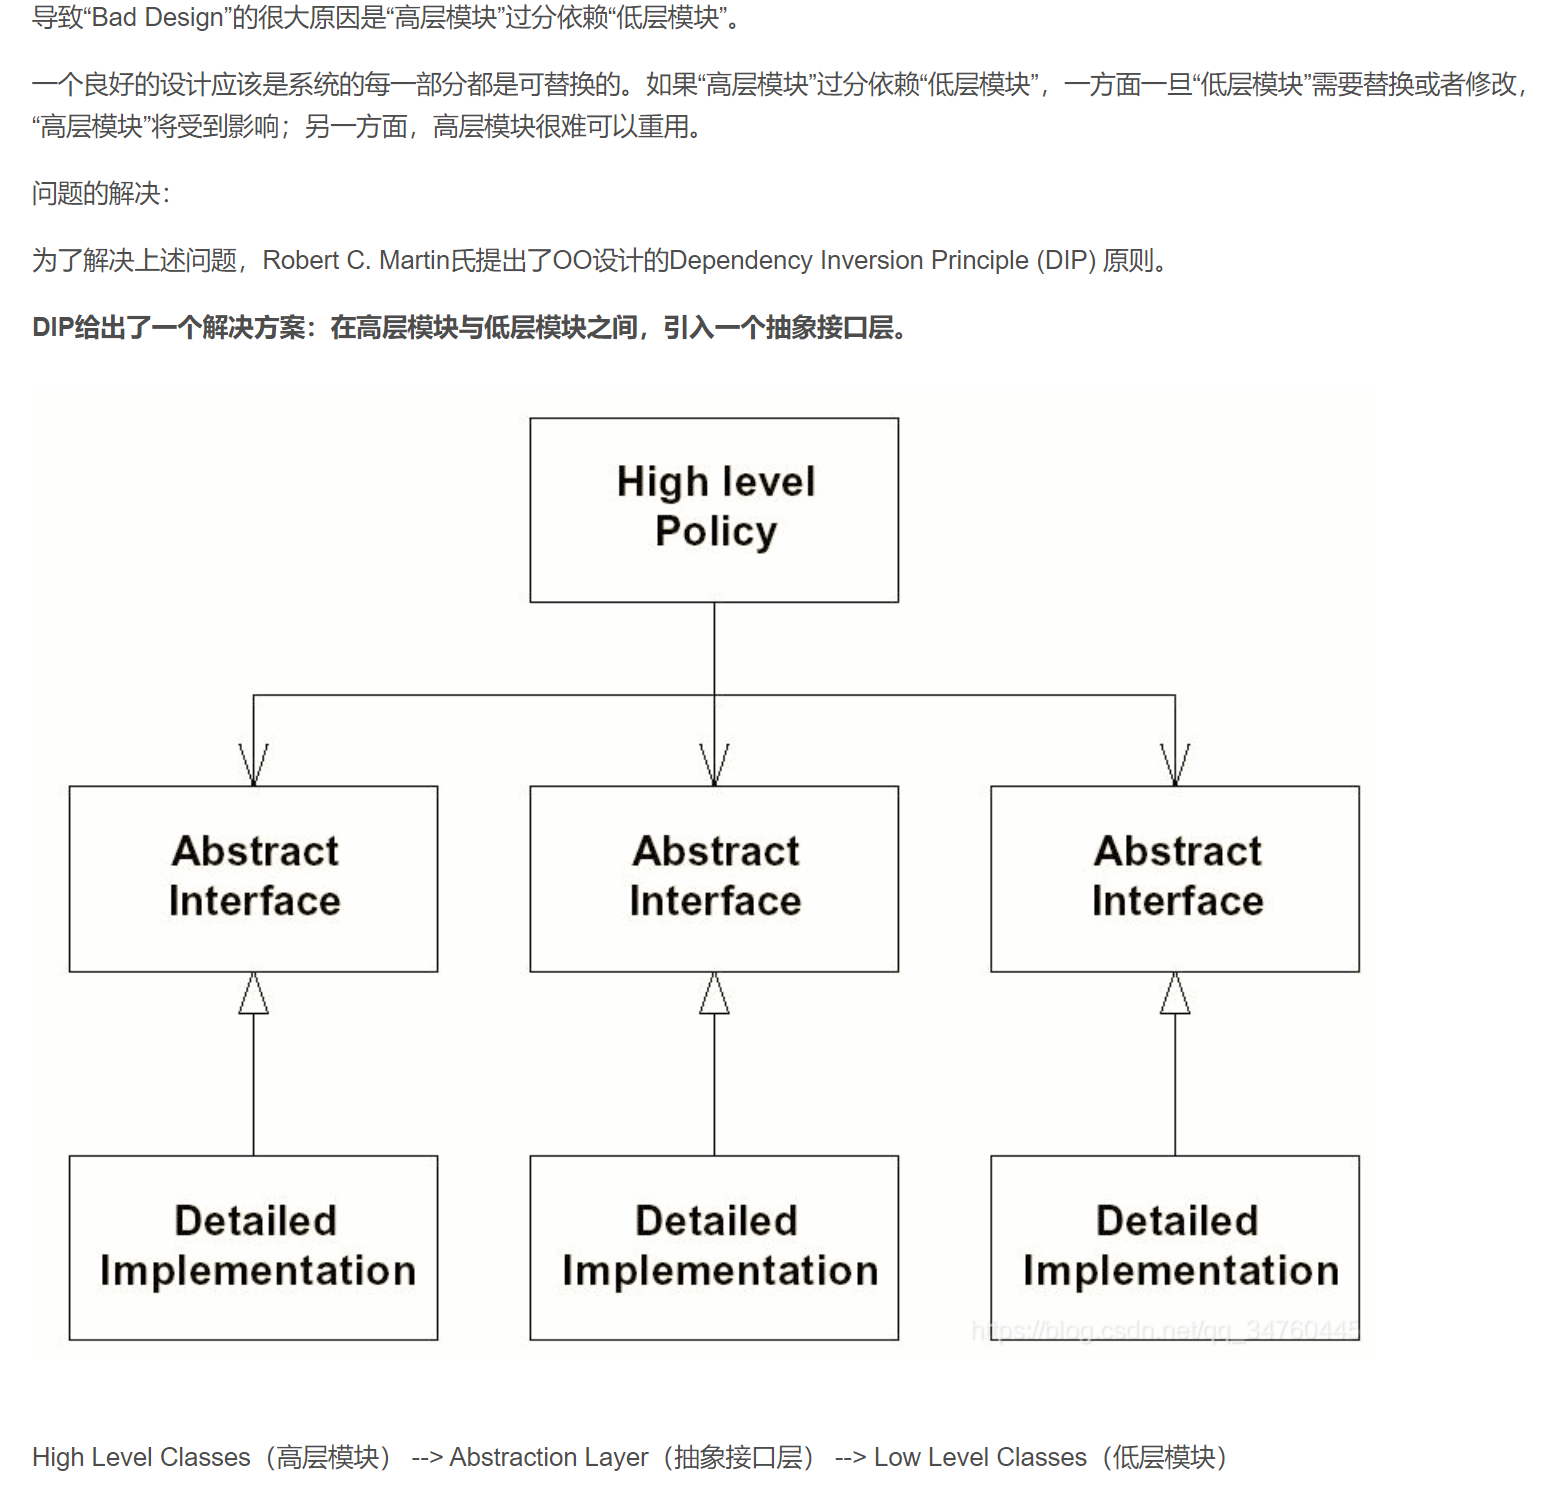 导致“Bad Design”的很大原因是“高层模块”过分依赖“低层模块”。
一个良好的设计应该是系统的每一部分都是可替换的。如果“高层模块”过分依赖“低层模块”，一方面一旦“低层模块”需要替换或者修改，
“高层模块”将受到影响；另一方面，高层模块很难可以重用。
问题的解决：
为了解决上述问题，Robert C. Martin氏提出了OO设计的Dependency Inversion Principle (DIP) 原则。
DIP给出了一个解决方案：在高层模块与低层模块之间，引入一个抽象接口层。
High level
Policy
Abstract
Interface
Abstract
Interface
Abstract
Interface
Detailed
Implementation
Detailed
Implementation
Detailed
Implementation
https://blog.csdn.net/qq_34760445
High Level Classes（高层模块） --> Abstraction Layer（抽象接口层） --> Low Level Classes（低层模块）